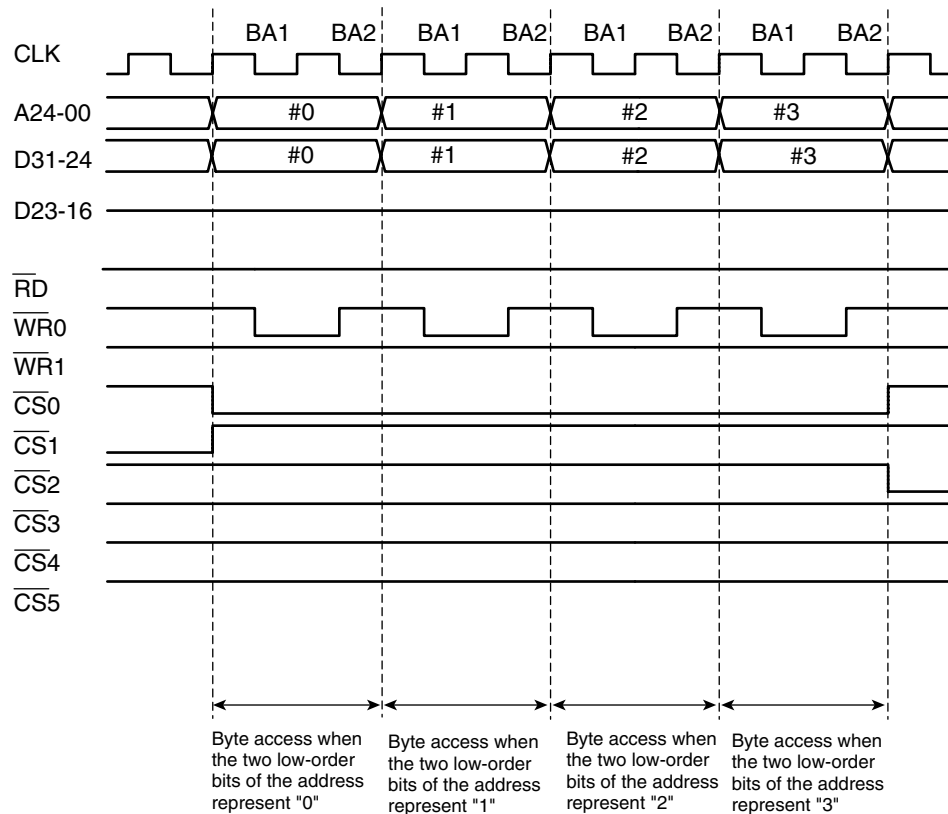 BA1 BA2 BA1 BA2 BA1 BA2 BA1 BA2
CLK
A24-00 #0 #1 #2 #3
D31-24 #0 #1 #2 #3
D23-16
RD
WR0
WR1
CS0
CS1
CS2
CS3
CS4
CS5
Byte access when
the two low-order
bits of the address
represent "0"
Byte access when
the two low-order
bits of the address
represent "1"
Byte access when
the two low-order
bits of the address
represent "2"
Byte access when
the two low-order
bits of the address
represent "3"